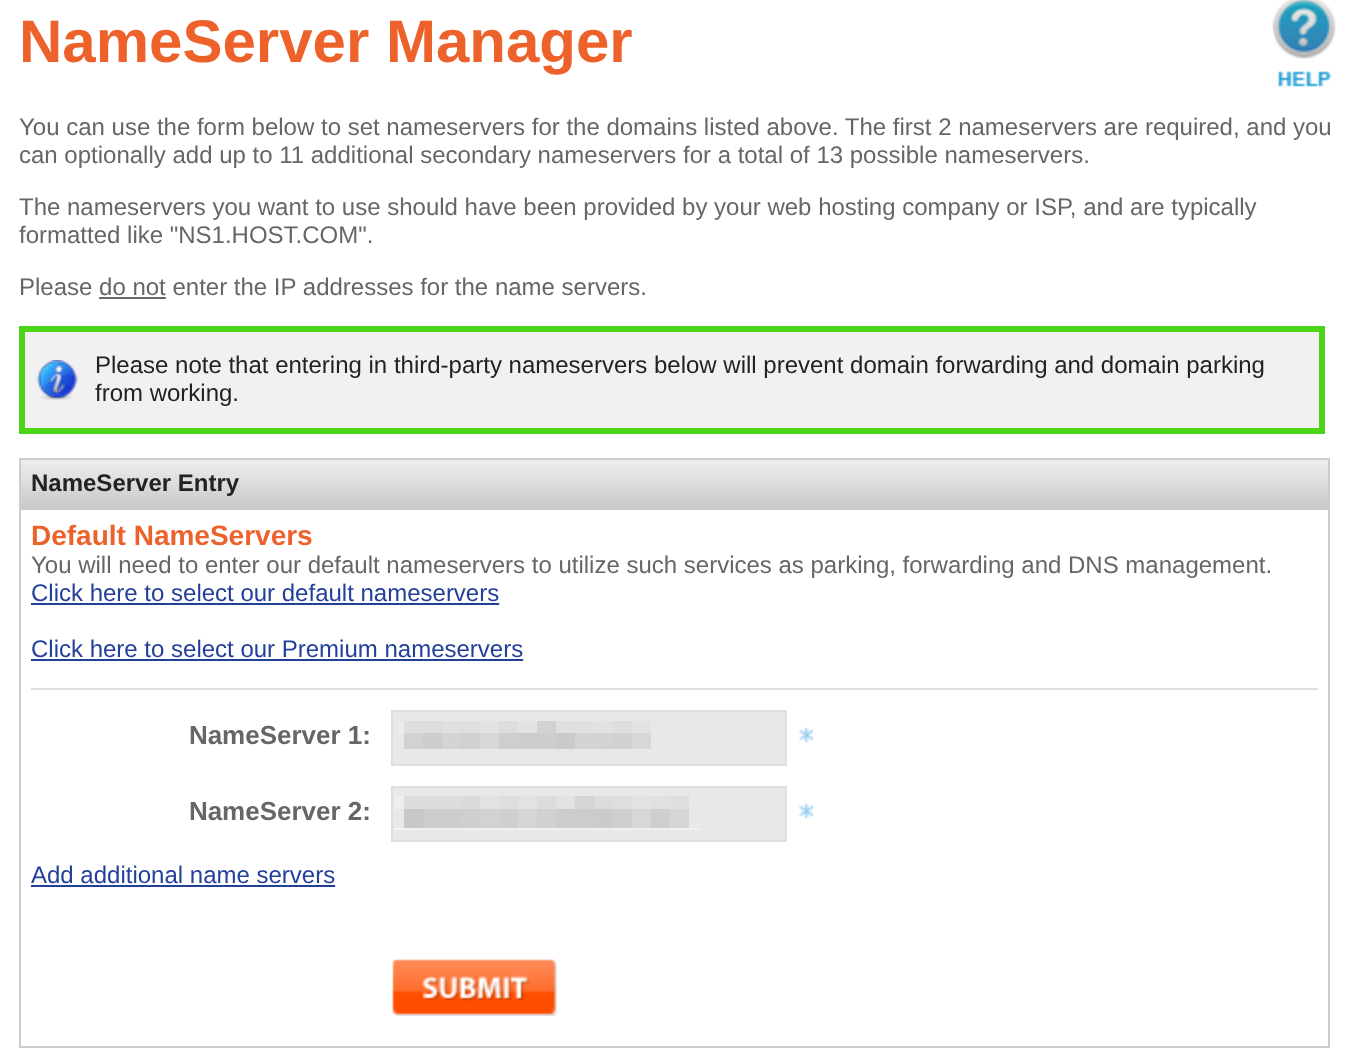 NameServer Manager
HELP
You can use the form below to set nameservers for the domains listed above. The first 2 nameservers are required, and you
can optionally add up to 11 additional secondary nameservers for a total of 13 possible nameservers.
The nameservers you want to use should have been provided by your web hosting company or ISP, and are typically
formatted like "NS1.HOST.COM".
Please do not enter the IP addresses for the name servers.
Please note that entering in third-party nameservers below will prevent domain forwarding and domain parking
from working.
NameServer Entry
Default NameServers
You will need to enter our default nameservers to utilize such services as parking, forwarding and DNS management.
Click here to select our default nameservers
Click here to select our Premium nameservers
NameServer 1: *
NameServer 2: *
Add additional name servers
SUBMIT